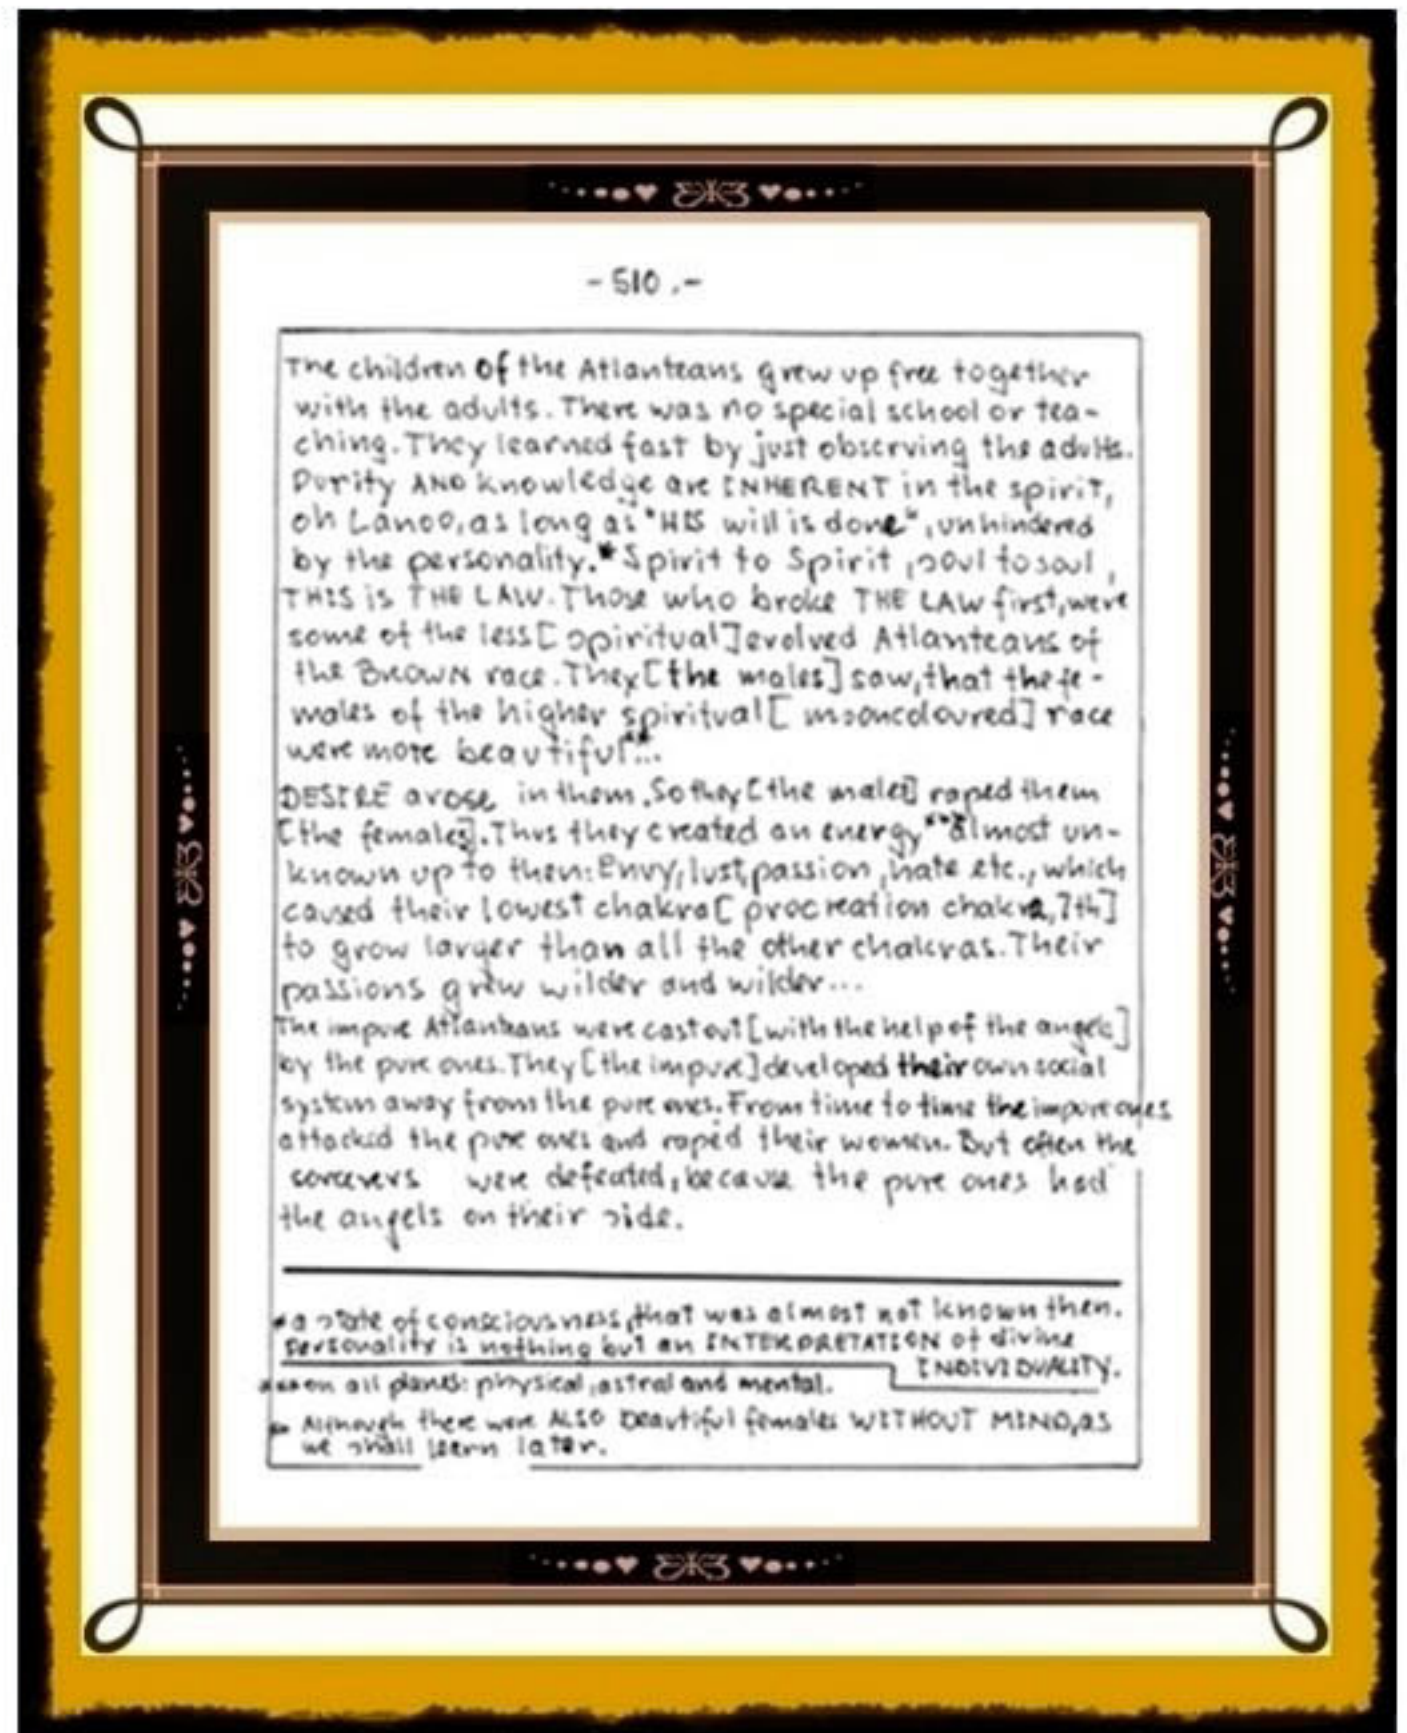 - 510 .-
The children of the Atlanteans grew up free together
with the adults. There was no special school or tea-
ching. They learned fast by just observing the adults.
Purity AND knowledge are INHERENT in the spirit,
oh Lanoo, as long as "HIS will is done", unhindered
by the personality.* Spirit to Spirit, soul to soul,
THIS is THE LAW. Those who broke THE LAW first, were
some of the less [spiritual] evolved Atlanteans of
the BROWN race. They [the males] saw, that the fe-
males of the higher spiritual [mooncoloured] race
were more beautiful**...
DESIRE arose in them. So they [the males] raped them
[the females]. Thus they created an energy*** almost un-
known up to then: Envy, lust, passion, hate etc., which
caused their lowest chakra [procreation chakra, 7th]
to grow larger than all the other chakras. Their
passions grew wilder and wilder...
The impure Atlanteans were cast out [with the help of the angels]
by the pure ones. They [the impure] developed their own social
system away from the pure ones. From time to time the impure ones
attacked the pure ones and raped their women. But often the
sorcerers were defeated, because the pure ones had
the angels on their side.
*a state of consciousness, that was almost not known then.
Personality is nothing but an INTERPRETATION of divine
INDIVIDUALITY.
***on all planes: physical, astral and mental.
** Although there were ALSO beautiful females WITHOUT MIND, as
we shall learn later.